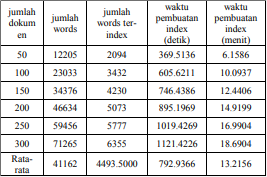 jumlah dokum en | jumlah words | jumlah words ter-index | waktu pembuatan index (detik) | waktu pembuatan index (menit)
50 | 12205 | 2094 | 369.5136 | 6.1586
100 | 23033 | 3432 | 605.6211 | 10.0937
150 | 34376 | 4230 | 746.4386 | 12.4406
200 | 46634 | 5073 | 895.1969 | 14.9199
250 | 59456 | 5777 | 1019.4269 | 16.9904
300 | 71265 | 6355 | 1121.4226 | 18.6904
Rata-rata | 41162 | 4493.5000 | 792.9366 | 13.2156